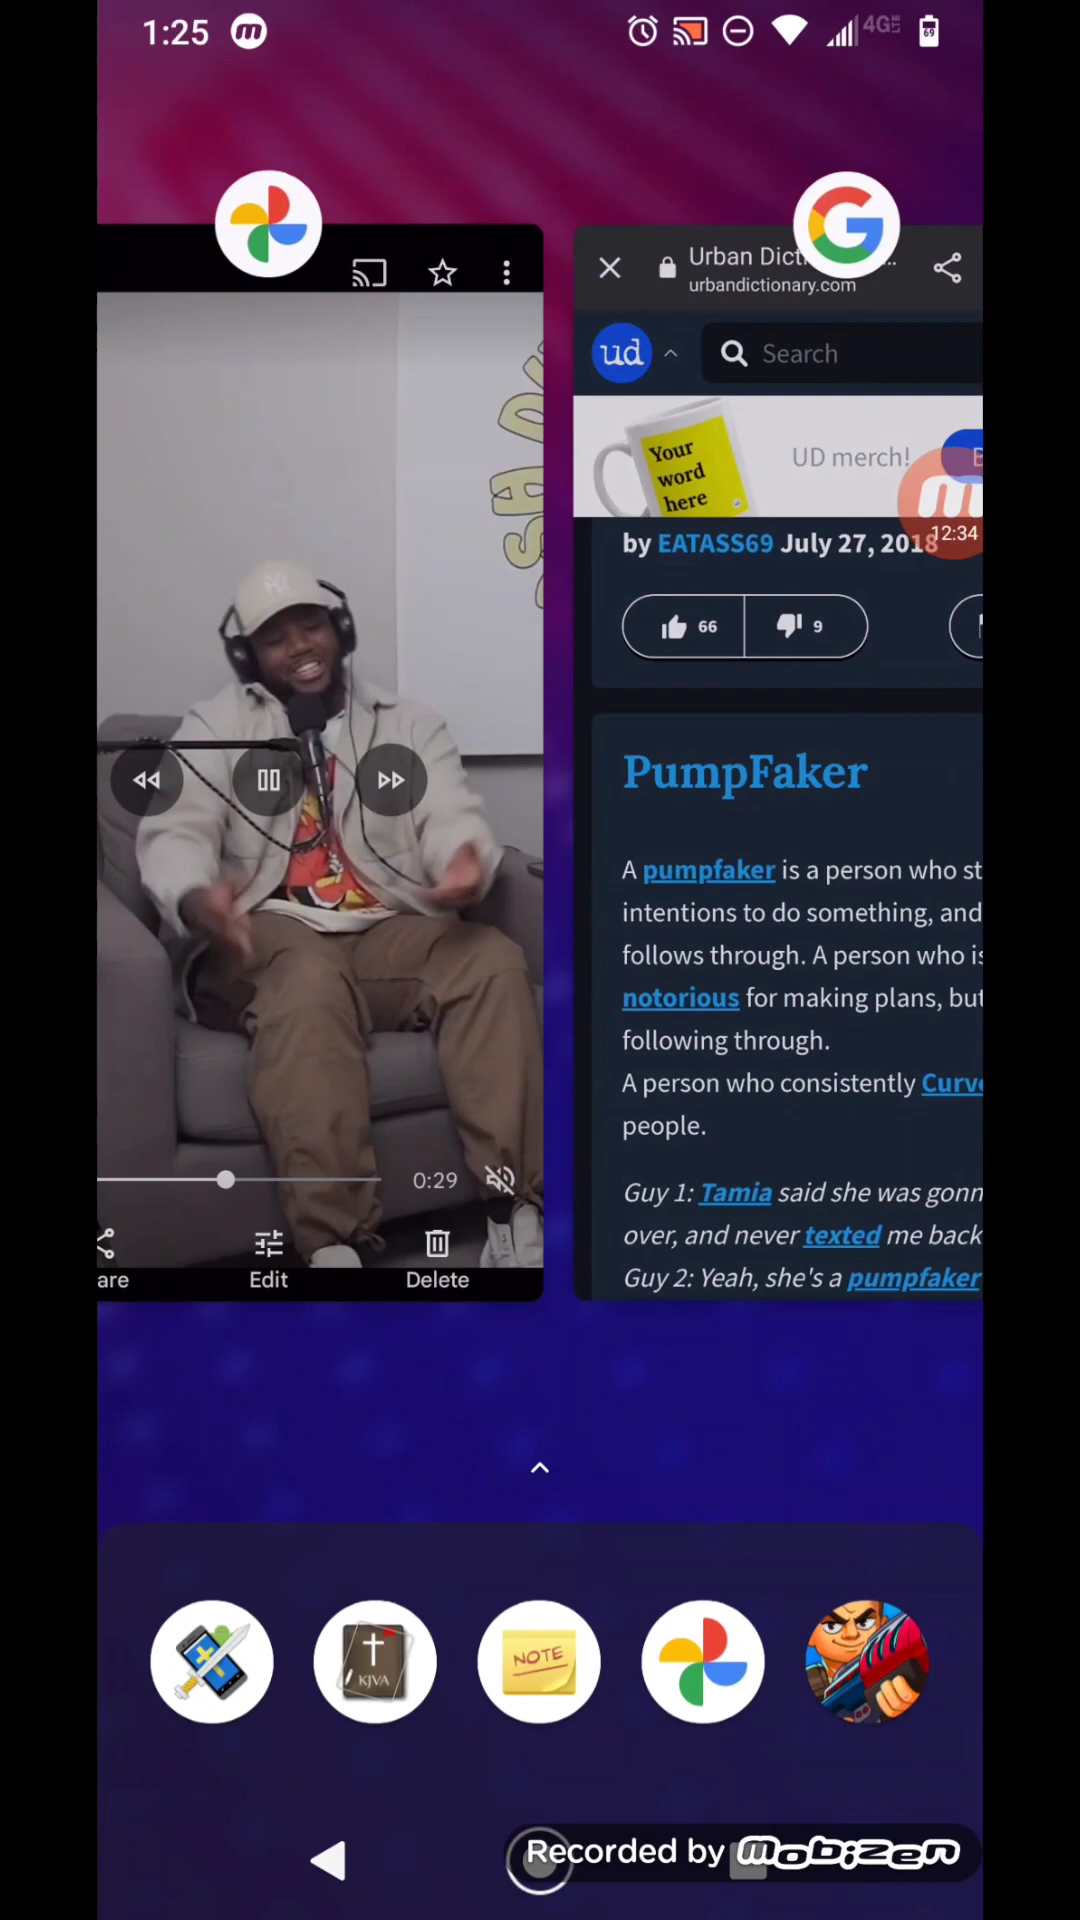 1:25
4G LTE
69
Urban Dict...
urbandictionary.com
ud
Search
Your
word
here
UD merch!
12:34
by EATASS69 July 27, 2018
66
9
PumpFaker
A pumpfaker is a person who st
intentions to do something, and
follows through. A person who is
notorious for making plans, but
following through.
A person who consistently Curve
people.
Guy 1: Tamia said she was gonn
over, and never texted me back
Guy 2: Yeah, she's a pumpfaker
0:29
are
Edit
Delete
KJVA
NOTE
Recorded by mobizen